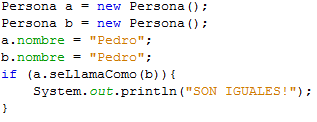 Persona a = new Persona();
Persona b = new Persona();
a.nombre = "Pedro";
b.nombre = "Pedro";
if (a.seLlamaComo(b)){
    System.out.println("SON IGUALES!");
}